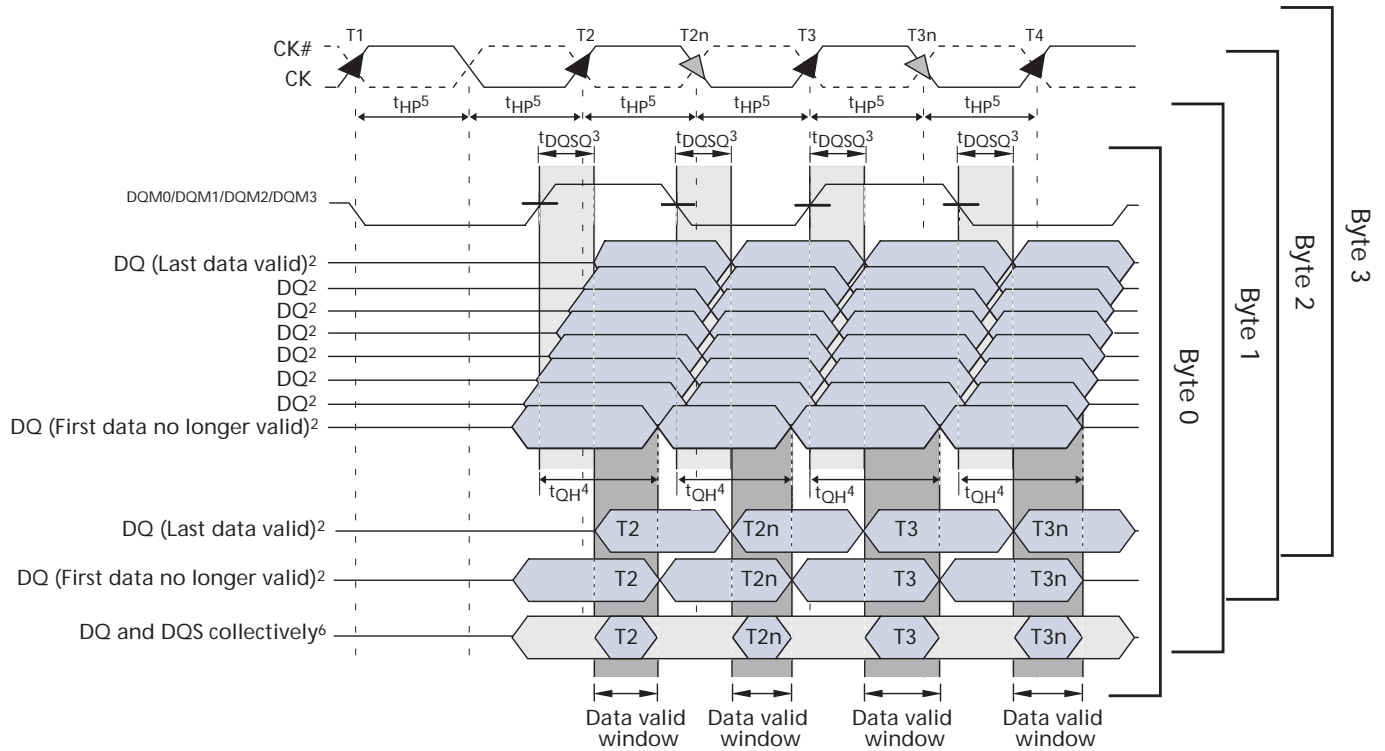 T1 T2 T2n T3 T3n T4
CK#
CK
tHP5 tHP5 tHP5 tHP5 tHP5 tHP5
tDQSQ3 tDQSQ3 tDQSQ3 tDQSQ3
DQM0/DQM1/DQM2/DQM3
DQ (Last data valid)2
DQ2
DQ2
DQ2
DQ2
DQ2
DQ2
DQ (First data no longer valid)2
tQH4 tQH4 tQH4 tQH4
DQ (Last data valid)2 T2 T2n T3 T3n
DQ (First data no longer valid)2 T2 T2n T3 T3n
DQ and DQS collectively6 T2 T2n T3 T3n
Data valid window
Data valid window
Data valid window
Data valid window
Byte 0
Byte 1
Byte 2
Byte 3